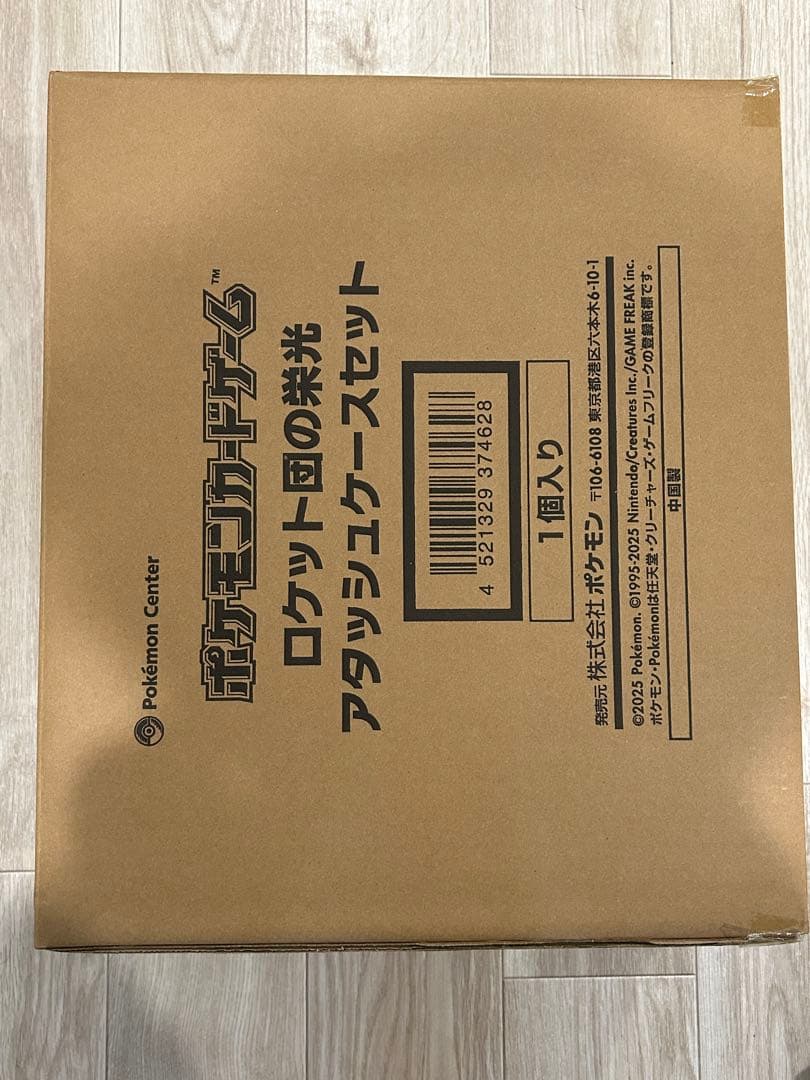 Pokémon Center
ポケモンカードゲーム™
ロケット団の栄光
アタッシュケースセット
4 521329 374628
1個入り
発売元 株式会社 ポケモン 〒106-6108 東京都港区六本木6-10-1
©2025 Pokémon. ©1995-2025 Nintendo/Creatures Inc./GAME FREAK inc.
ポケモン・Pokémonは任天堂・クリーチャーズ・ゲームフリークの登録商標です。
中国製